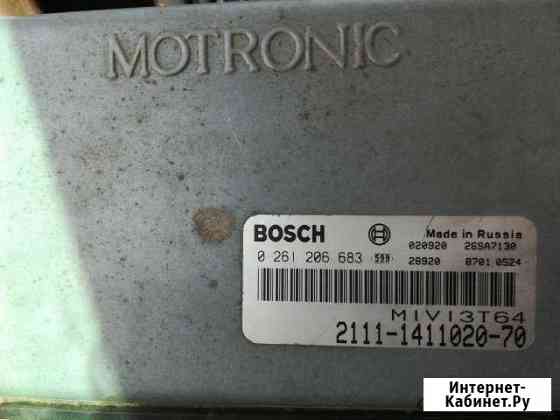 MOTRONIC
BOSCH Made in Russia
020920 26SA7130
0 261 206 683 28920 8701 0524
M1V13T64
2111-1411020-70
Интернет-
Кабинет.Ру